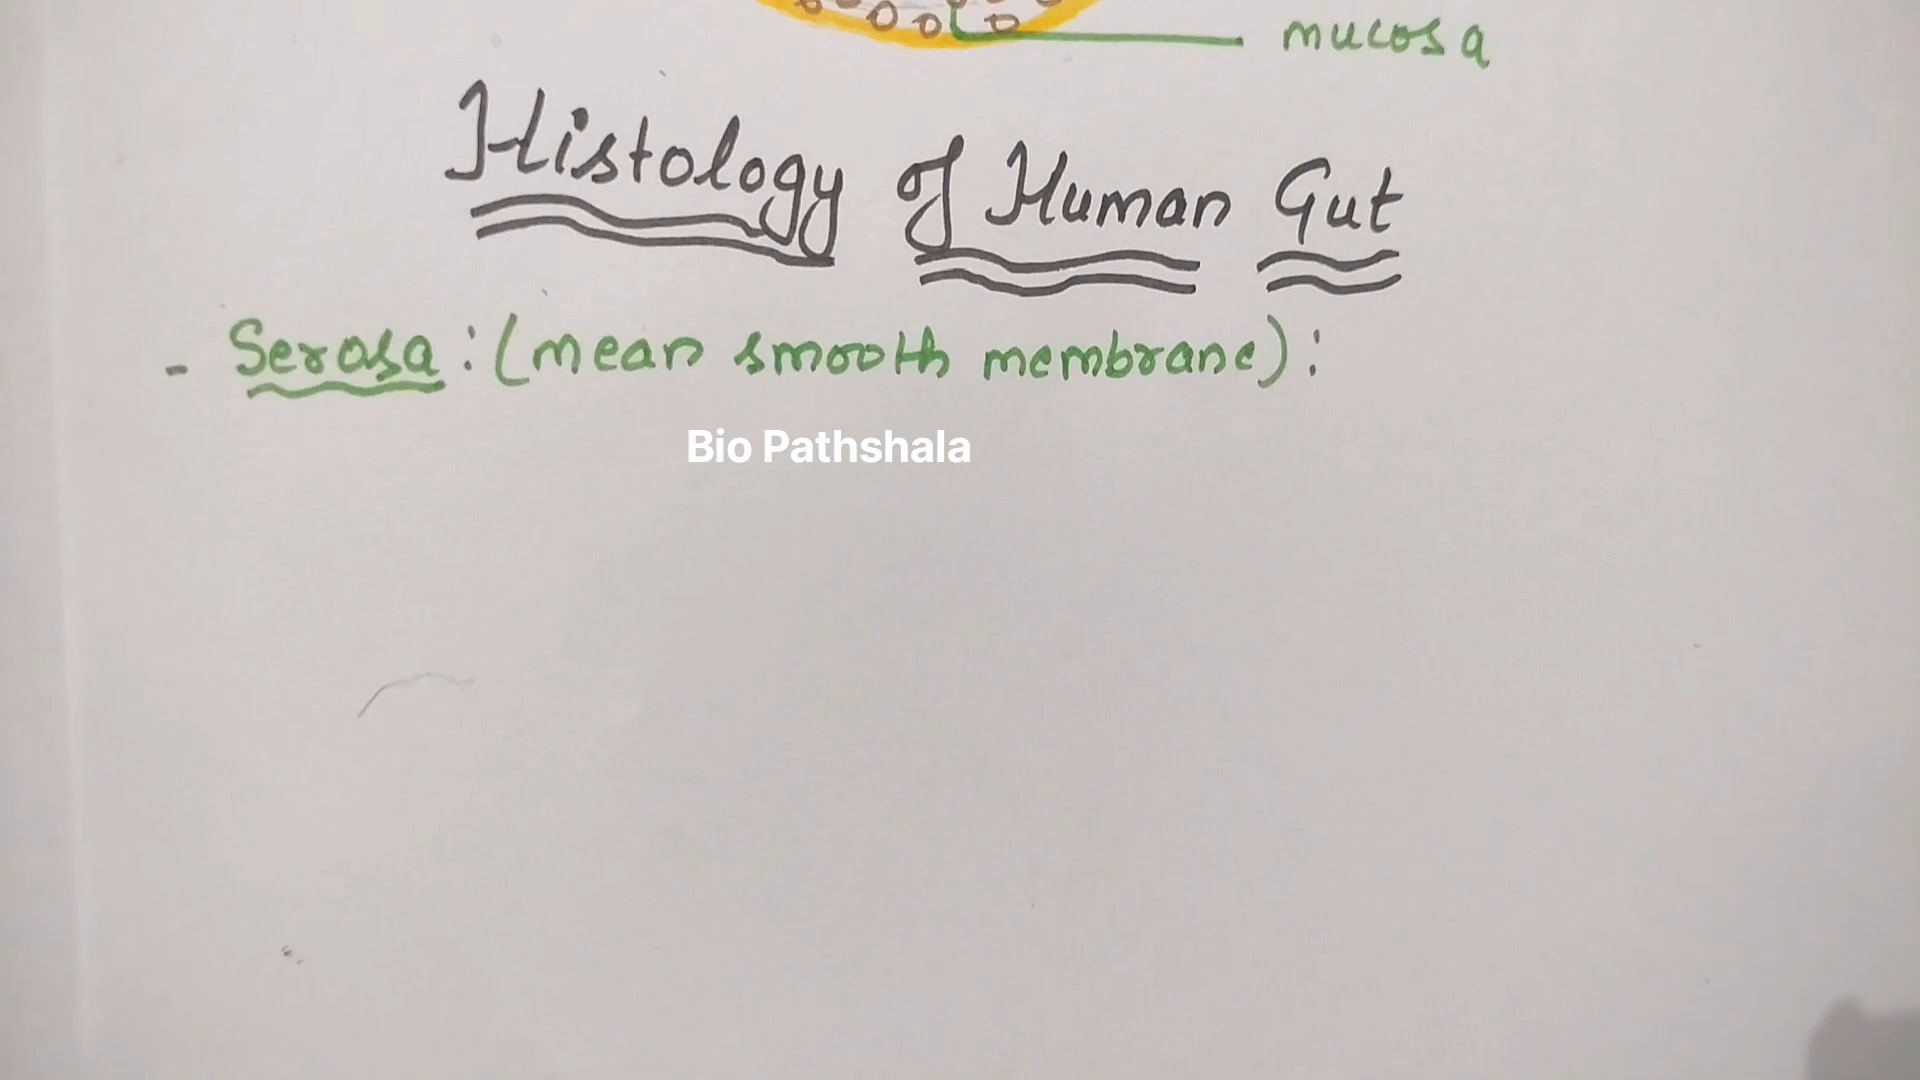 mucosa
Histology of Human Gut
- Serosa : (mean smooth membrane) :
Bio Pathshala